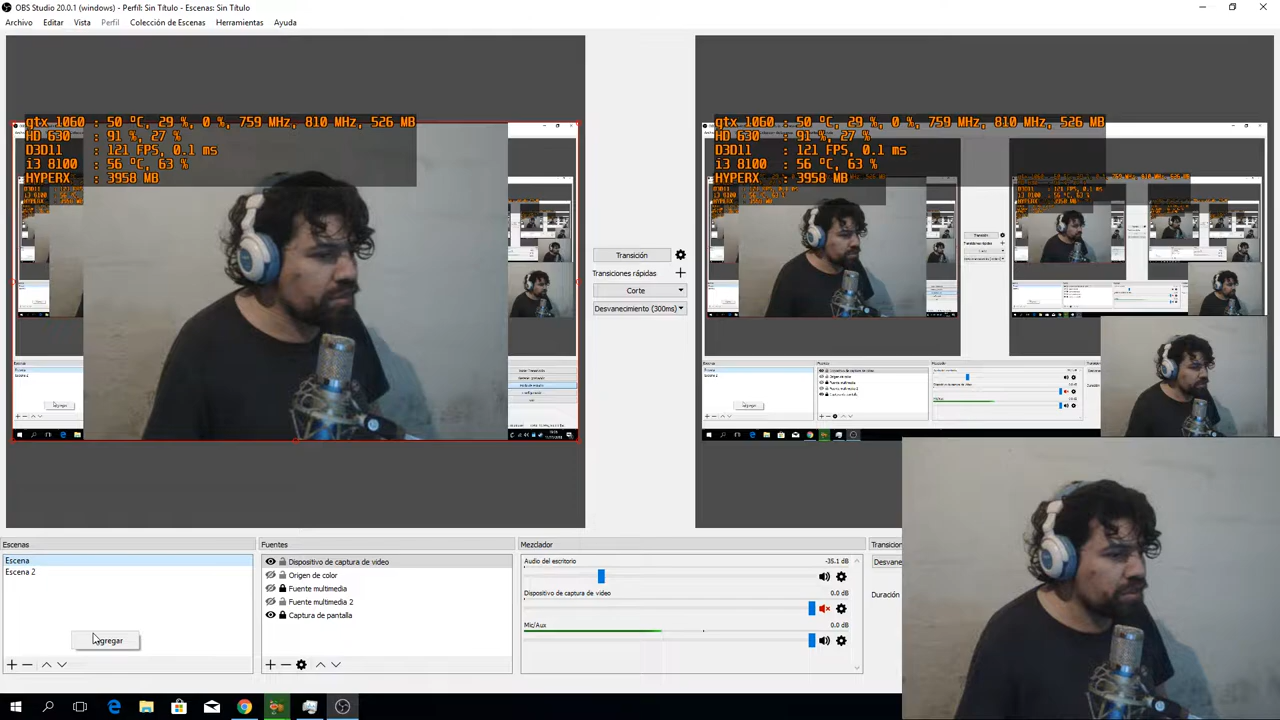 OBS Studio 20.0.1 (windows) - Perfil: Sin Título - Escenas: Sin Título
Archivo Editar Vista Perfil Colección de Escenas Herramientas Ayuda
gtx 1060 : 50 °C, 29 %, 0 %, 759 MHz, 810 MHz, 526 MB
HD 630 : 91 %, 27 %
D3D11 : 121 FPS, 0.1 ms
i3 8100 : 56 °C, 63 %
HYPERX : 3958 MB
Transición
Transiciones rápidas
Corte
Desvanecimiento (300ms)
gtx 1060 : 50 °C, 29 %, 0 %, 759 MHz, 810 MHz, 526 MB
HD 630 : 91 %, 27 %
D3D11 : 121 FPS, 0.1 ms
i3 8100 : 56 °C, 63 %
HYPERX : 3958 MB
Escenas
Escena
Escena 2
gregar
Fuentes
Dispositivo de captura de video
Origen de color
Fuente multimedia
Fuente multimedia 2
Captura de pantalla
Mezclador
Audio del escritorio -35.1 dB
Dispositivo de captura de video 0.0 dB
Mic/Aux 0.0 dB
Transicion
Desva
Duración